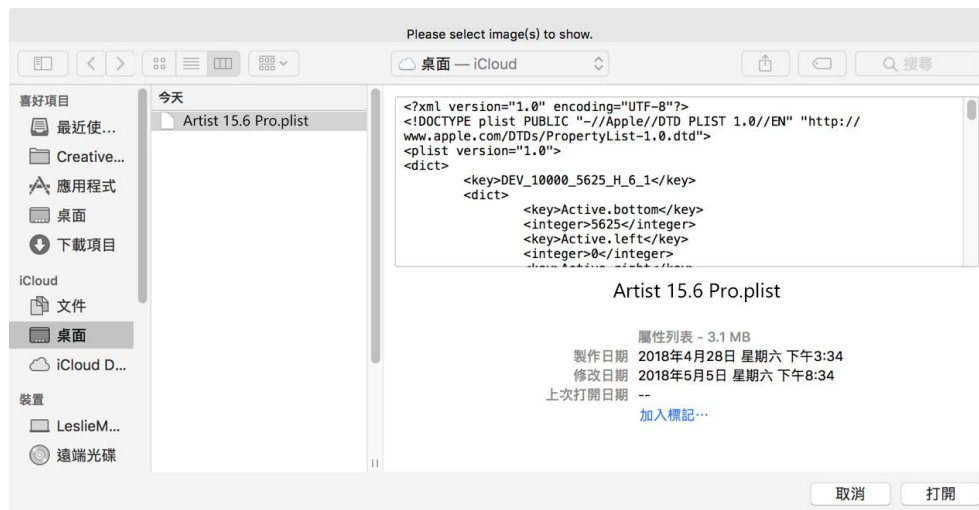 Please select image(s) to show.
桌面 — iCloud
搜尋
喜好項目
最近使...
Creative...
應用程式
桌面
下載項目
iCloud
文件
桌面
iCloud D...
裝置
LeslieM...
遠端光碟
今天
Artist 15.6 Pro.plist
<?xml version="1.0" encoding="UTF-8"?>
<!DOCTYPE plist PUBLIC "-//Apple//DTD PLIST 1.0//EN" "http://
www.apple.com/DTDs/PropertyList-1.0.dtd">
<plist version="1.0">
<dict>
<key>DEV_10000_5625_H_6_1</key>
<dict>
<key>Active.bottom</key>
<integer>5625</integer>
<key>Active.left</key>
<integer>0</integer>
<key>Active.right</key>
Artist 15.6 Pro.plist
屬性列表 - 3.1 MB
製作日期 2018年4月28日 星期六 下午3:34
修改日期 2018年5月5日 星期六 下午8:34
上次打開日期 --
加入標記⋯
取消
打開